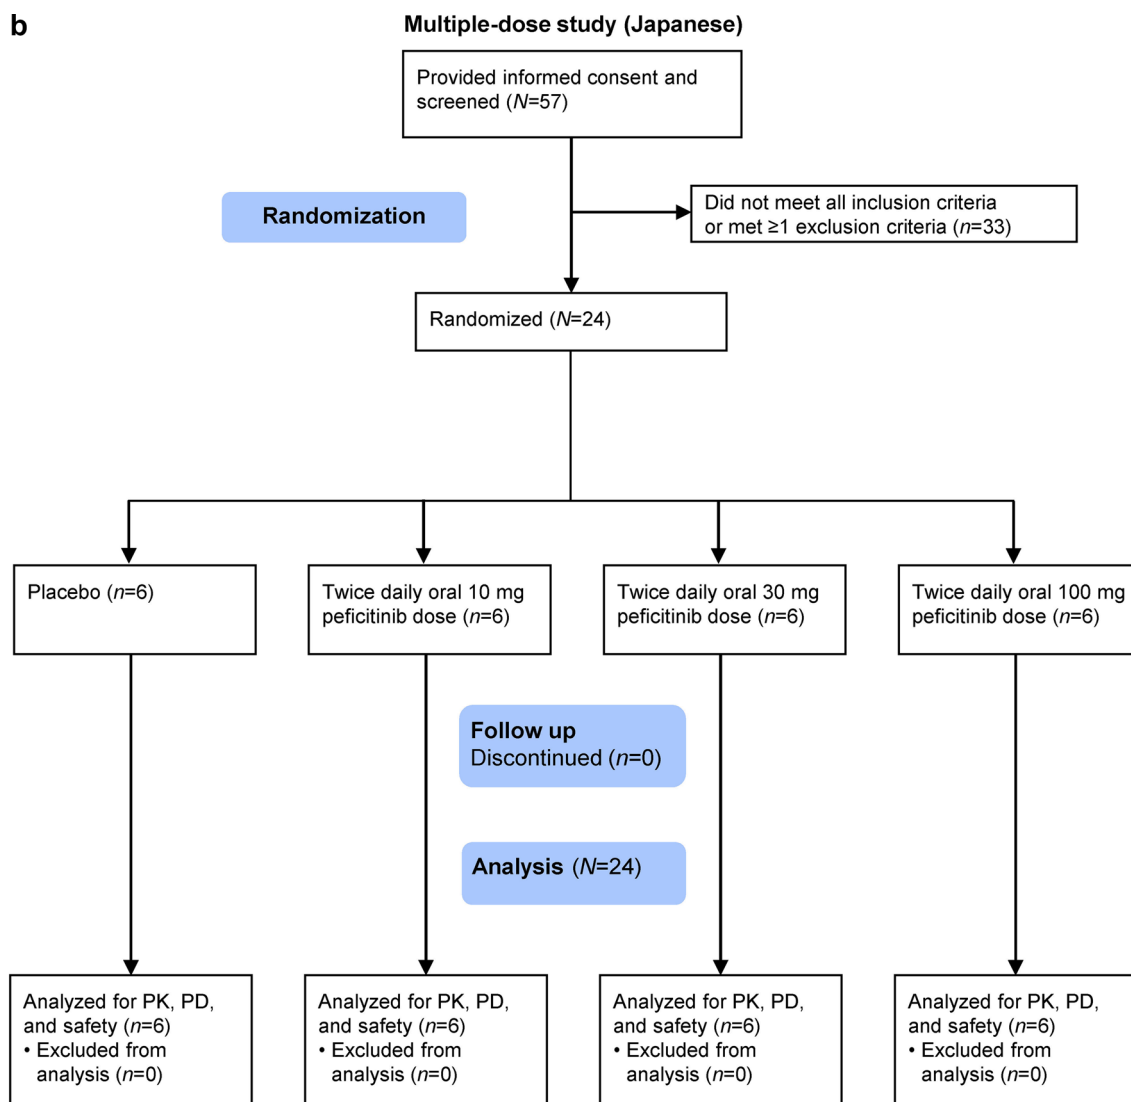 b
Multiple-dose study (Japanese)
Provided informed consent and
screened (N=57)
Randomization
Did not meet all inclusion criteria
or met ≥1 exclusion criteria (n=33)
Randomized (N=24)
Placebo (n=6)
Twice daily oral 10 mg
peficitinib dose (n=6)
Twice daily oral 30 mg
peficitinib dose (n=6)
Twice daily oral 100 mg
peficitinib dose (n=6)
Follow up
Discontinued (n=0)
Analysis (N=24)
Analyzed for PK, PD,
and safety (n=6)
• Excluded from
analysis (n=0)
Analyzed for PK, PD,
and safety (n=6)
• Excluded from
analysis (n=0)
Analyzed for PK, PD,
and safety (n=6)
• Excluded from
analysis (n=0)
Analyzed for PK, PD,
and safety (n=6)
• Excluded from
analysis (n=0)